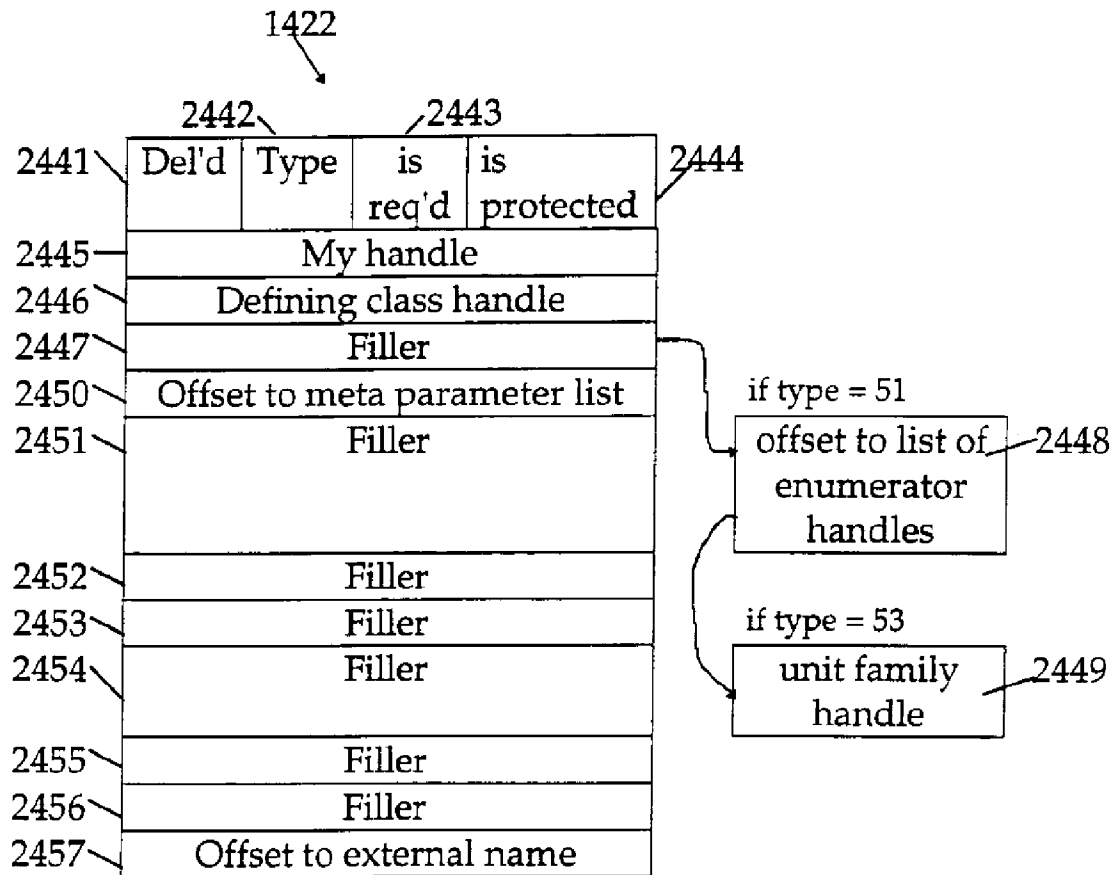 1422
2442 2443
2441 Del'd Type is is 2444
req'd protected
2445 My handle
2446 Defining class handle
2447 Filler
2450 Offset to meta parameter list
if type = 51
2451 Filler offset to list of 2448
enumerator
handles
2452 Filler
2453 Filler if type = 53
2454 Filler unit family 2449
handle
2455 Filler
2456 Filler
2457 Offset to external name